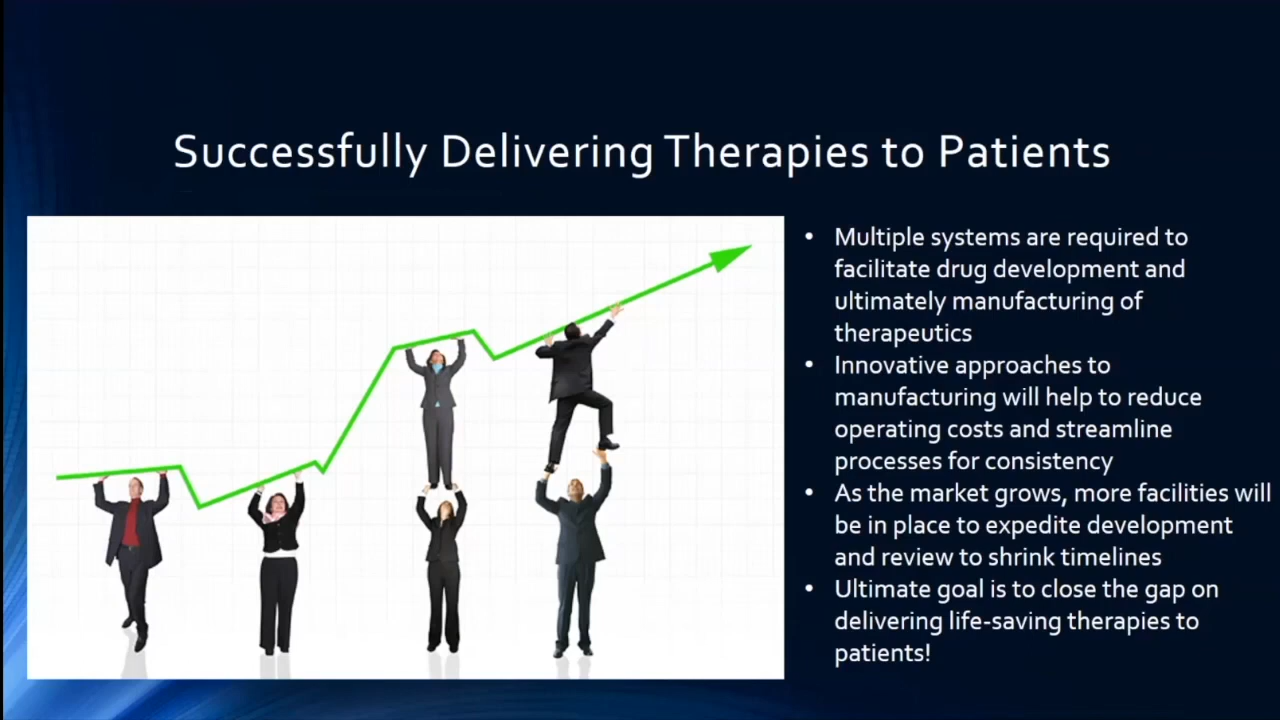 Successfully Delivering Therapies to Patients
• Multiple systems are required to
facilitate drug development and
ultimately manufacturing of
therapeutics
• Innovative approaches to
manufacturing will help to reduce
operating costs and streamline
processes for consistency
• As the market grows, more facilities will
be in place to expedite development
and review to shrink timelines
• Ultimate goal is to close the gap on
delivering life-saving therapies to
patients!